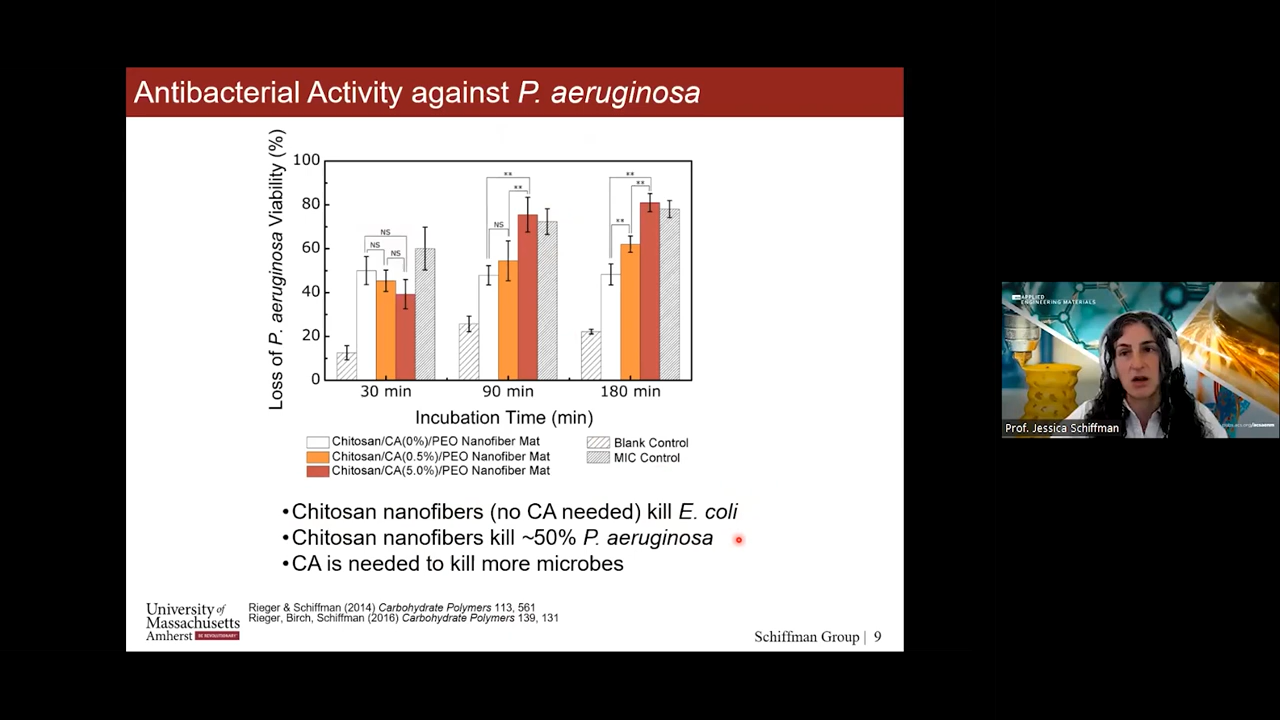 Antibacterial Activity against P. aeruginosa
Loss of P. aeruginosa Viability (%)
100
80
60
40
20
0
NS
NS
NS
**
**
NS
**
**
**
30 min
90 min
180 min
Incubation Time (min)
Chitosan/CA(0%)/PEO Nanofiber Mat
Chitosan/CA(0.5%)/PEO Nanofiber Mat
Chitosan/CA(5.0%)/PEO Nanofiber Mat
Blank Control
MIC Control
•Chitosan nanofibers (no CA needed) kill E. coli
•Chitosan nanofibers kill ~50% P. aeruginosa
•CA is needed to kill more microbes
University of
Massachusetts
Amherst BE REVOLUTIONARY
Rieger & Schiffman (2014) Carbohydrate Polymers 113, 561
Rieger, Birch, Schiffman (2016) Carbohydrate Polymers 139, 131
Schiffman Group | 9
APPLIED
ENGINEERING MATERIALS
Prof. Jessica Schiffman